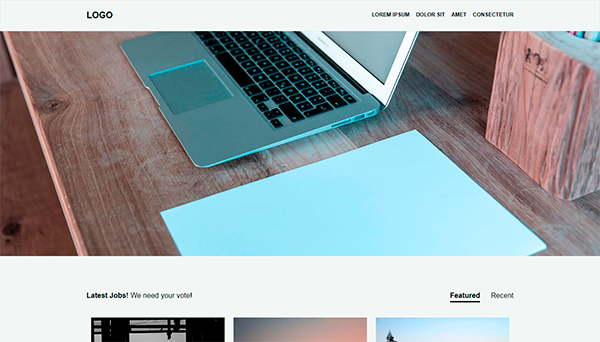 LOGO
LOREM IPSUM DOLOR SIT AMET CONSECTETUR
Latest Jobs! We need your vote!
Featured Recent